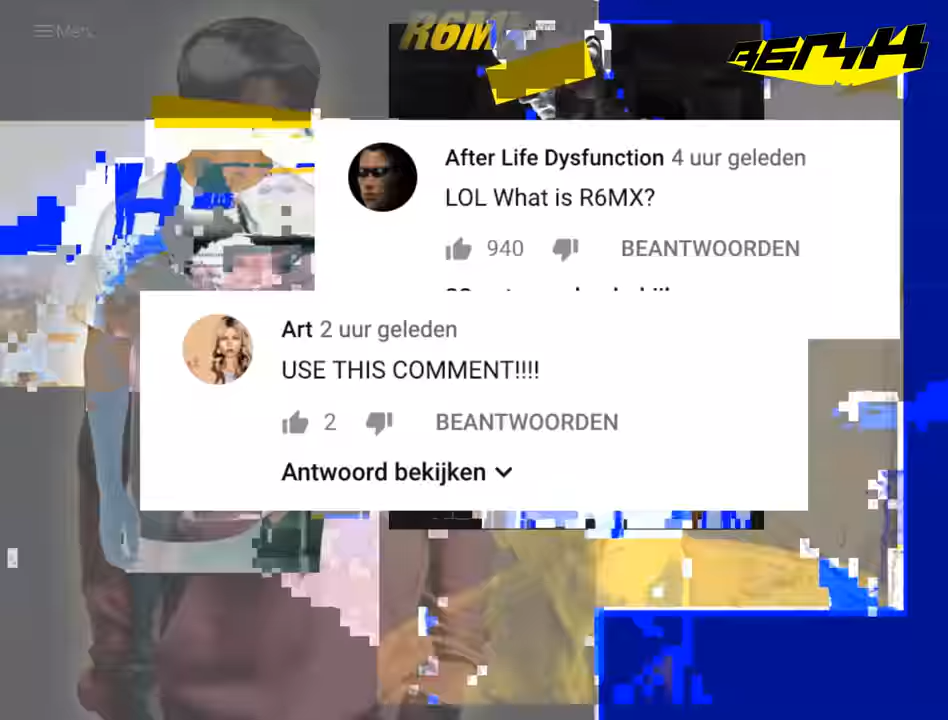 Menu
R6M
R6MX
After Life Dysfunction 4 uur geleden
LOL What is R6MX?
940 BEANTWOORDEN
Art 2 uur geleden
USE THIS COMMENT!!!!
2 BEANTWOORDEN
Antwoord bekijken